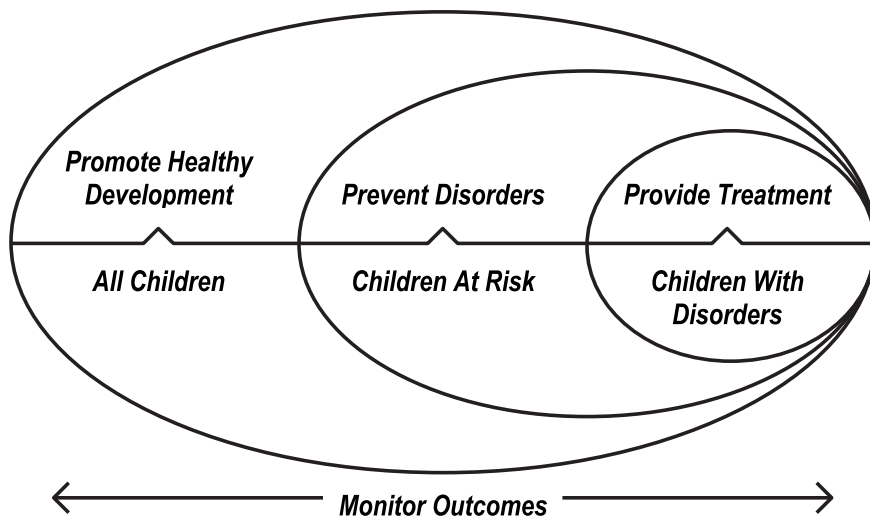 Promote Healthy
Development
Prevent Disorders
Provide Treatment
All Children
Children At Risk
Children With
Disorders
Monitor Outcomes